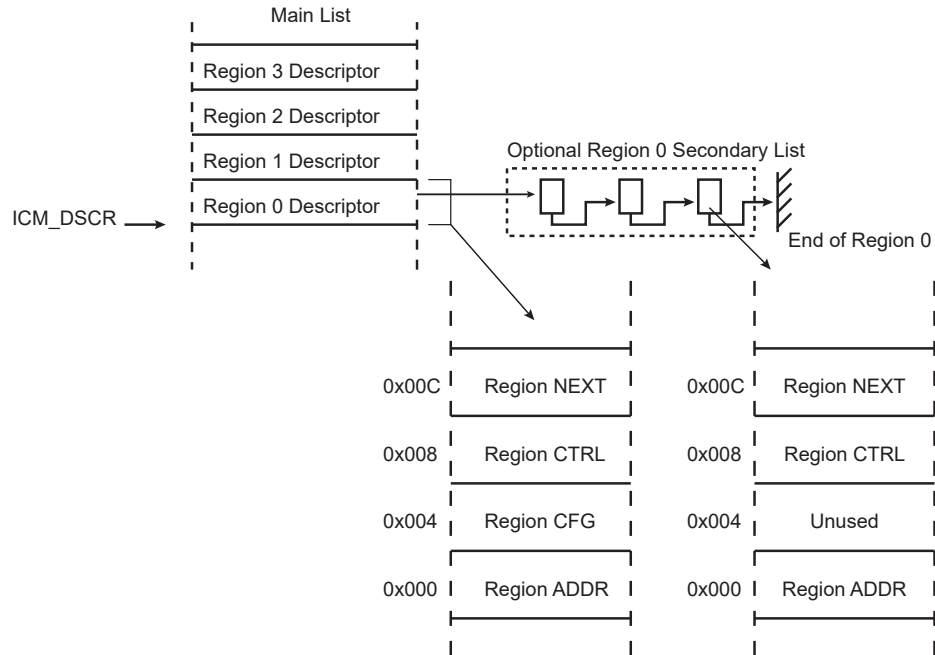 Main List
Region 3 Descriptor
Region 2 Descriptor
Region 1 Descriptor
Region 0 Descriptor
ICM_DSCR
Optional Region 0 Secondary List
End of Region 0
0x00C Region NEXT
0x008 Region CTRL
0x004 Region CFG
0x000 Region ADDR
0x00C Region NEXT
0x008 Region CTRL
0x004 Unused
0x000 Region ADDR